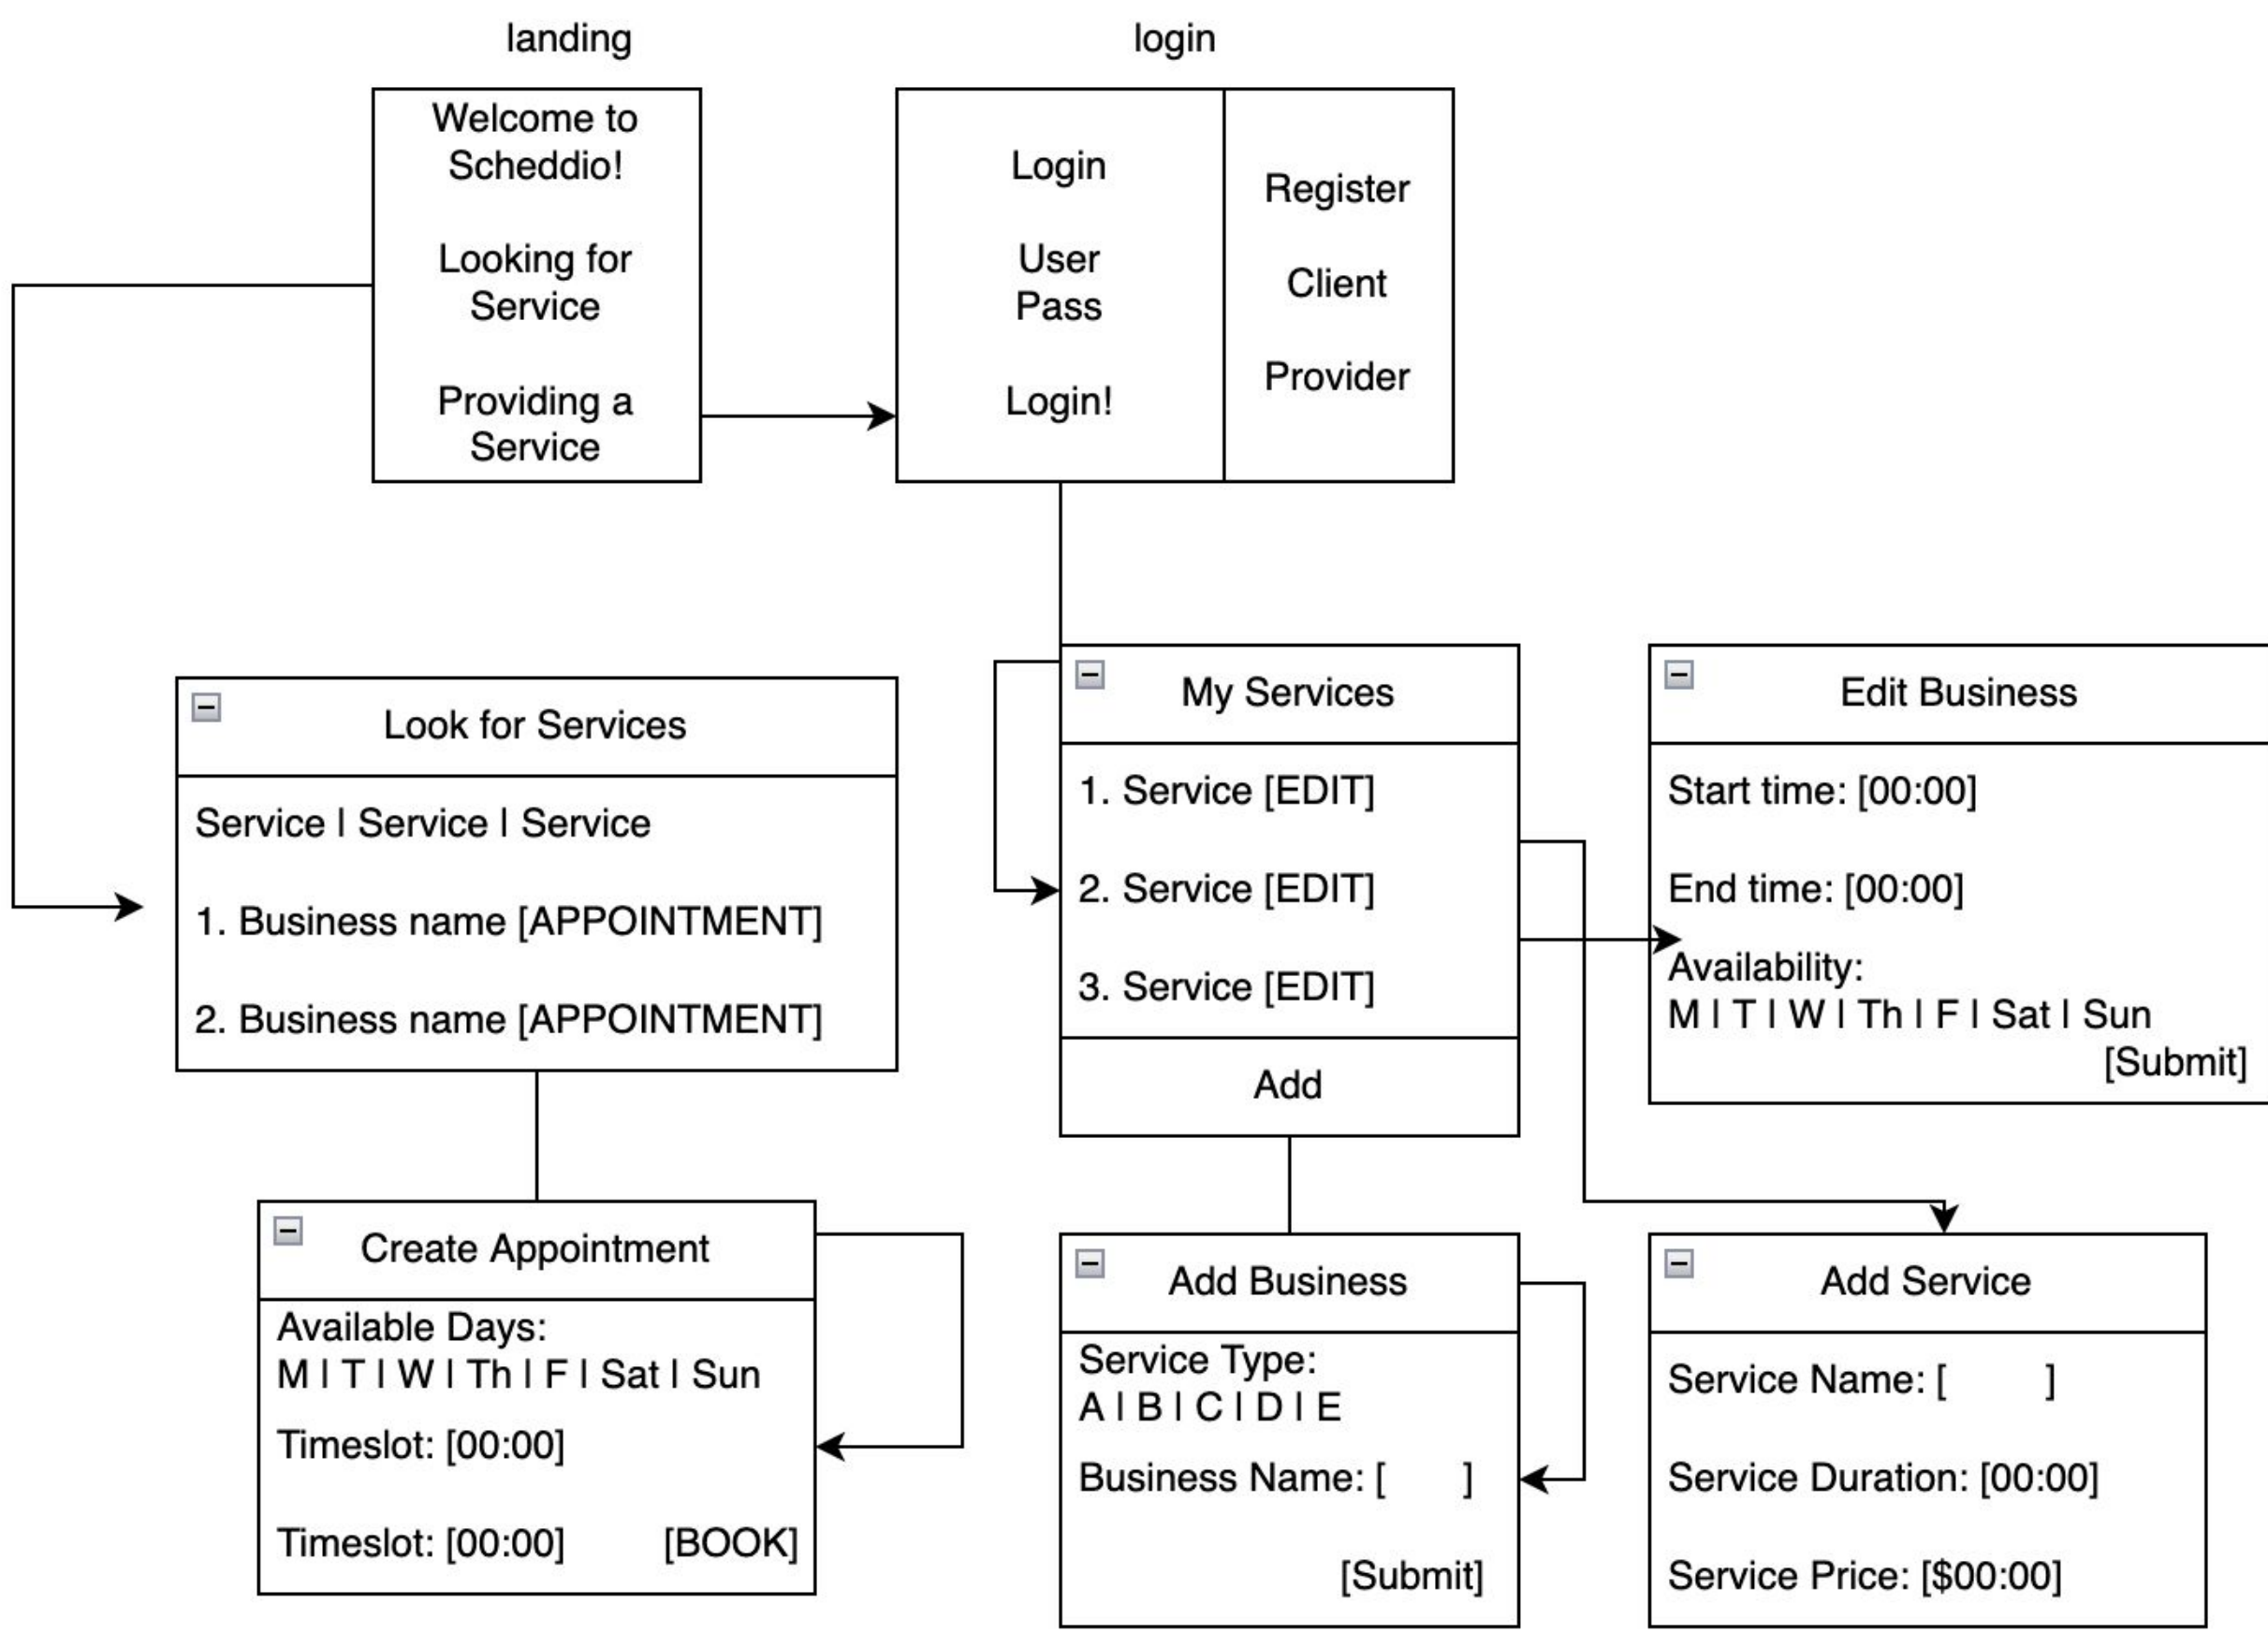 landing
Welcome to
Scheddio!
Looking for
Service
Providing a
Service
login
Login
User
Pass
Login!
Register
Client
Provider
Look for Services
Service | Service | Service
1. Business name [APPOINTMENT]
2. Business name [APPOINTMENT]
My Services
1. Service [EDIT]
2. Service [EDIT]
3. Service [EDIT]
Add
Edit Business
Start time: [00:00]
End time: [00:00]
Availability:
M | T | W | Th | F | Sat | Sun
[Submit]
Create Appointment
Available Days:
M | T | W | Th | F | Sat | Sun
Timeslot: [00:00]
Timeslot: [00:00] [BOOK]
Add Business
Service Type:
A | B | C | D | E
Business Name: [ ]
[Submit]
Add Service
Service Name: [ ]
Service Duration: [00:00]
Service Price: [$00:00]